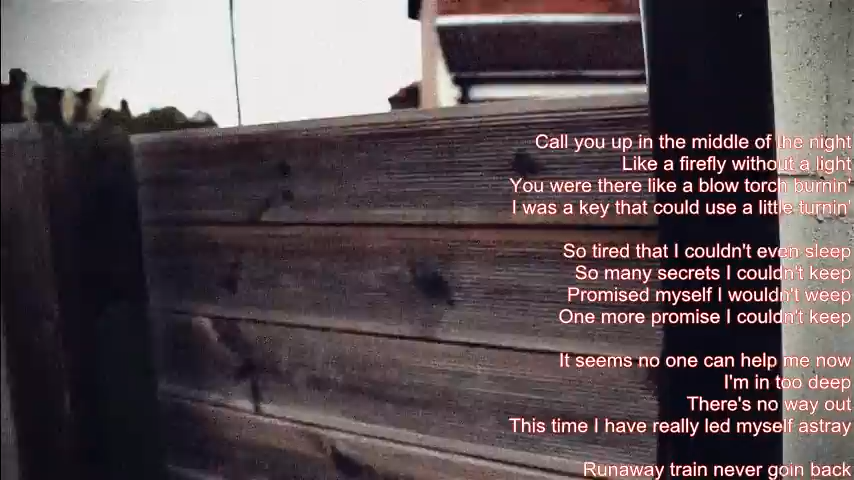 Call you up in the middle of the night
Like a firefly without a light
You were there like a blow torch burnin'
I was a key that could use a little turnin'
So tired that I couldn't even sleep
So many secrets I couldn't keep
Promised myself I wouldn't weep
One more promise I couldn't keep
It seems no one can help me now
I'm in too deep
There's no way out
This time I have really led myself astray
Runaway train never goin back